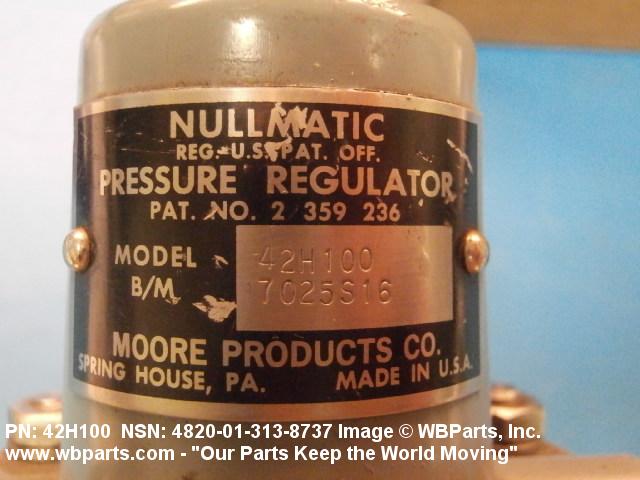 NULLMATIC
REG. U.S. PAT. OFF.
PRESSURE REGULATOR
PAT. NO. 2 359 236
MODEL 42H100
B/M 7025S16
MOORE PRODUCTS CO.
SPRING HOUSE, PA. MADE IN U.S.A.
PN: 42H100 NSN: 4820-01-313-8737 Image © WBParts, Inc.
www.wbparts.com - "Our Parts Keep the World Moving"